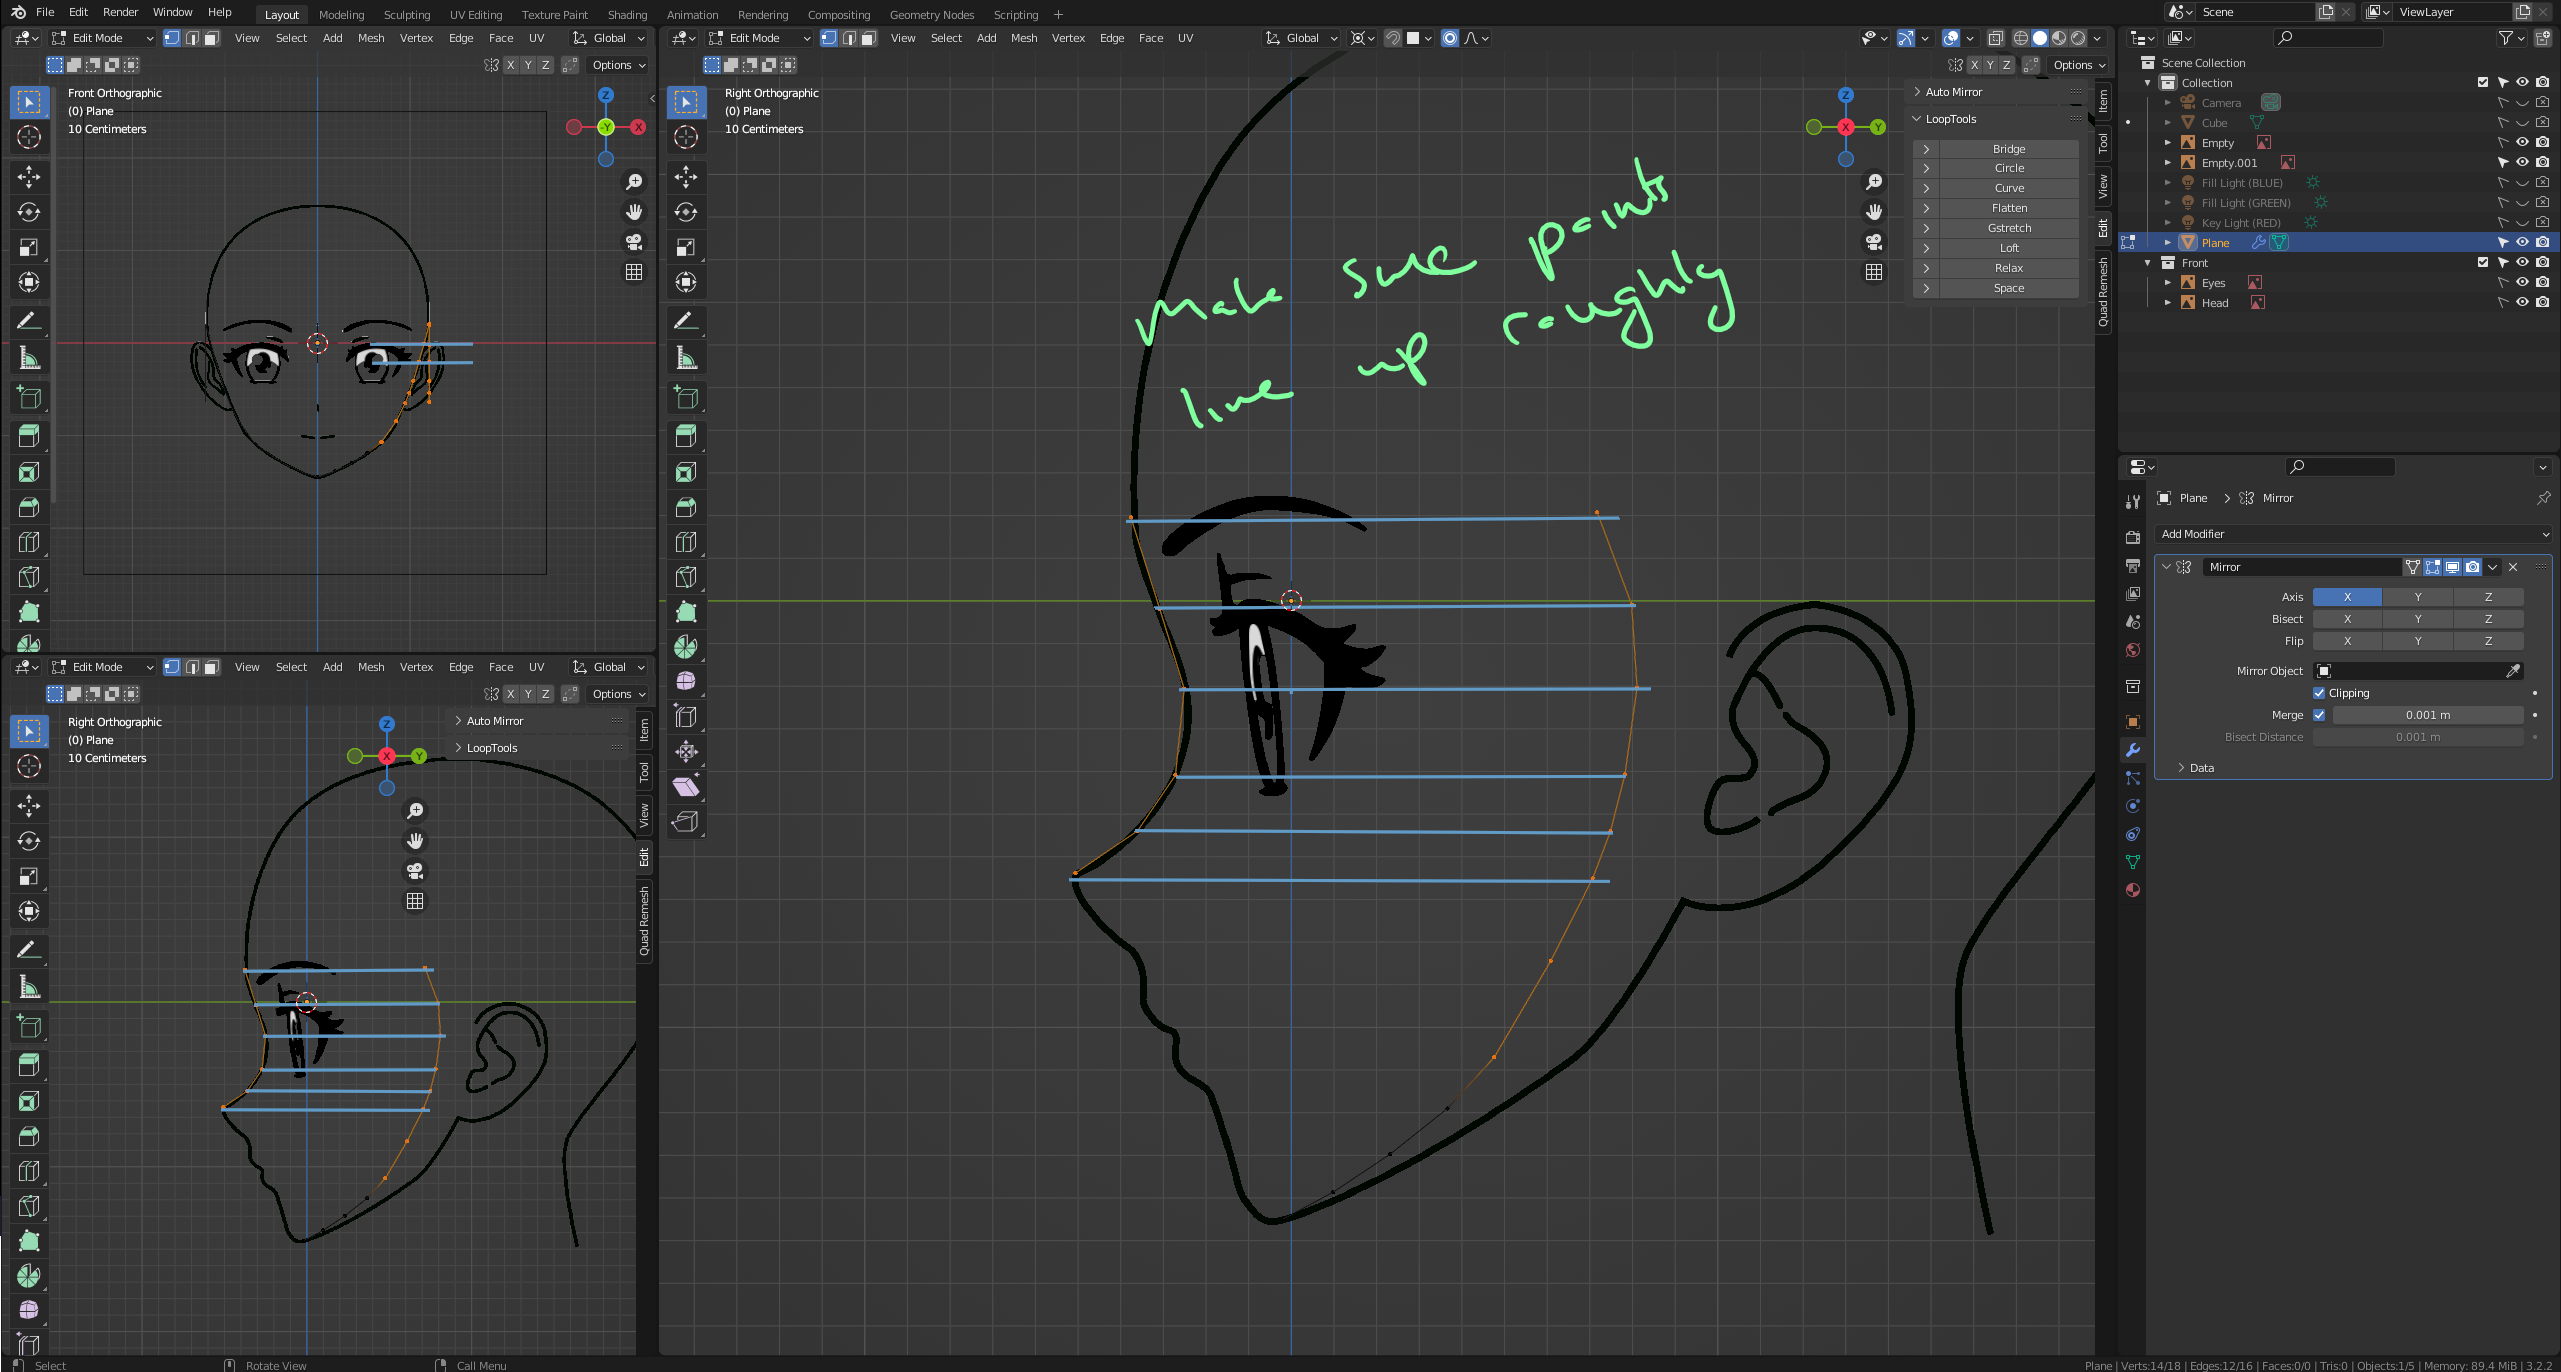 File Edit Render Window Help Layout Modeling Sculpting UV Editing Texture Paint Shading Animation Rendering Compositing Geometry Nodes Scripting + Scene ViewLayer
Edit Mode View Select Add Mesh Vertex Edge Face UV Global
X Y Z Options
Front Orthographic
(0) Plane
10 Centimeters
Z
Y
X
Edit Mode View Select Add Mesh Vertex Edge Face UV Global
X Y Z Options
Right Orthographic
(0) Plane
10 Centimeters
Z
X
Y
Auto Mirror
LoopTools
Item
Tool
View
Edit
Quad Remesh
Edit Mode View Select Add Mesh Vertex Edge Face UV Global
X Y Z Options
Right Orthographic
(0) Plane
10 Centimeters
Z
X
Y
Auto Mirror
LoopTools
Bridge
Circle
Curve
Flatten
Gstretch
Loft
Relax
Space
Item
Tool
View
Edit
Quad Remesh
make sure points
line up roughly
Scene Collection
Collection
Camera
Cube
Empty
Empty.001
Fill Light (BLUE)
Fill Light (GREEN)
Key Light (RED)
Plane
Front
Eyes
Head
Plane > Mirror
Add Modifier
Mirror
Axis X Y Z
Bisect X Y Z
Flip X Y Z
Mirror Object
Clipping
Merge 0.001 m
Bisect Distance 0.001 m
Data
Select Rotate View Call Menu
Plane | Verts:14/18 | Edges:12/16 | Faces:0/0 | Tris:0 | Objects:1/5 | Memory: 89.4 MiB | 3.2.2